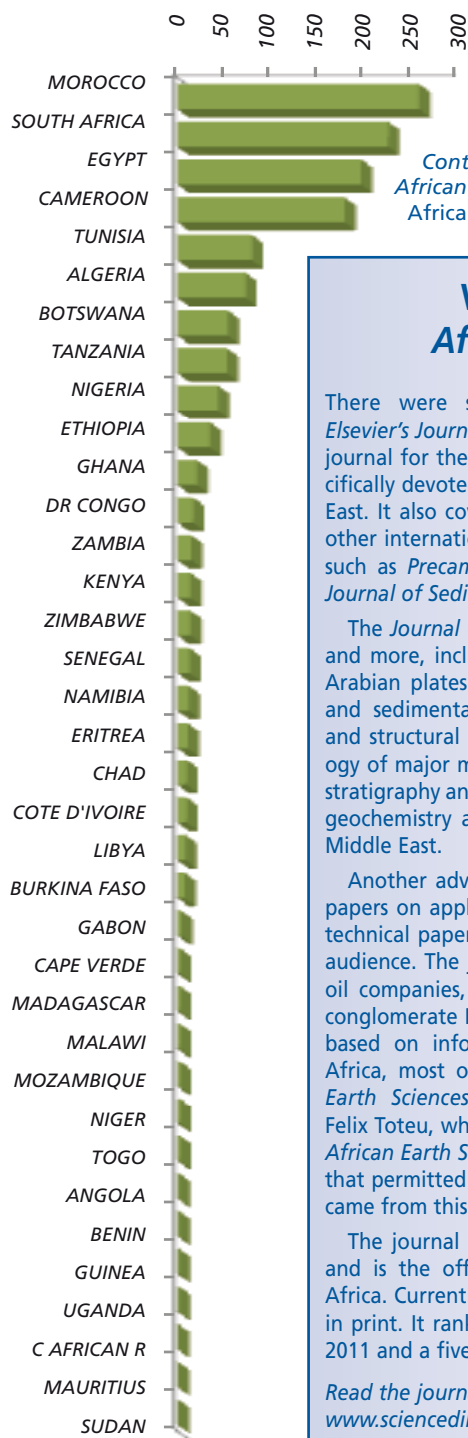 0
50
100
150
200
250
300
MOROCCO
SOUTH AFRICA
EGYPT
CAMEROON
TUNISIA
ALGERIA
BOTSWANA
TANZANIA
NIGERIA
ETHIOPIA
GHANA
DR CONGO
ZAMBIA
KENYA
ZIMBABWE
SENEGAL
NAMIBIA
ERITREA
CHAD
COTE D'IVOIRE
LIBYA
BURKINA FASO
GABON
CAPE VERDE
MADAGASCAR
MALAWI
MOZAMBIQUE
NIGER
TOGO
ANGOLA
BENIN
GUINEA
UGANDA
C AFRICAN R
MAURITIUS
SUDAN
African
Africa
There were
Elsevier's Journ
journal for the
cifically devote
East. It also co
other internati
such as Precam
Journal of Sedi
The Journal
and more, incl
Arabian plates
and sedimenta
and structural
ogy of major m
stratigraphy an
geochemistry a
Middle East.
Another adv
papers on appl
technical paper
audience. The
oil companies,
conglomerate
based on info
Africa, most o
Earth Sciences
Felix Toteu, wh
African Earth S
that permitted
came from this
The journal
and is the off
Africa. Current
in print. It ran
2011 and a five
Read the journ
www.sciencedi